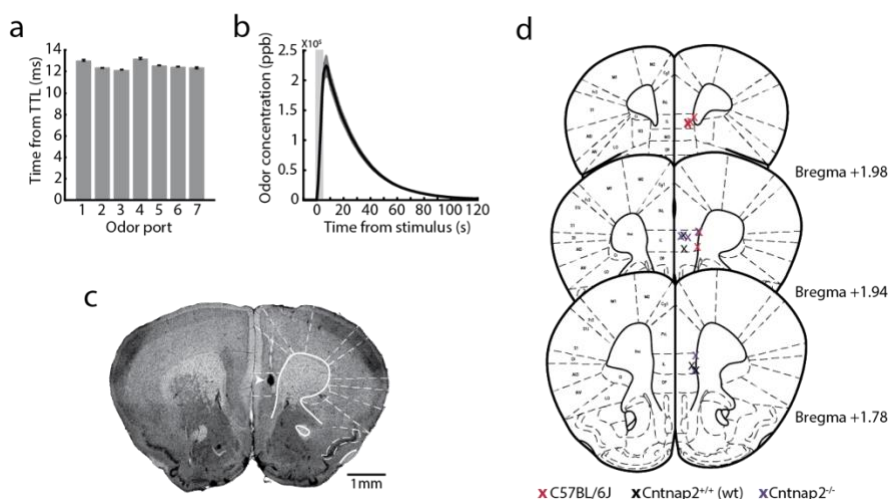 a
14
12
10
8
6
4
2
0
Time from TTL (ms)
1 2 3 4 5 6 7
Odor port
b
X10⁵
2.5
2
1.5
1
0.5
0
Odor concentration (ppb)
0 20 40 60 80 100 120
Time from stimulus (s)
c
1mm
d
Bregma +1.98
Bregma +1.94
Bregma +1.78
x C57BL/6J x Cntnap2⁺/⁺ (wt) x Cntnap2⁻/⁻